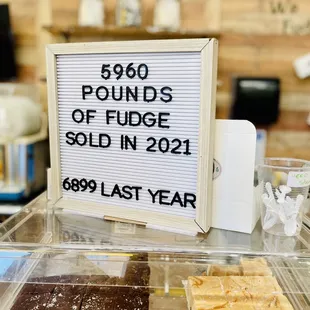 5960
POUNDS
OF FUDGE
SOLD IN 2021
6899 LAST YEAR